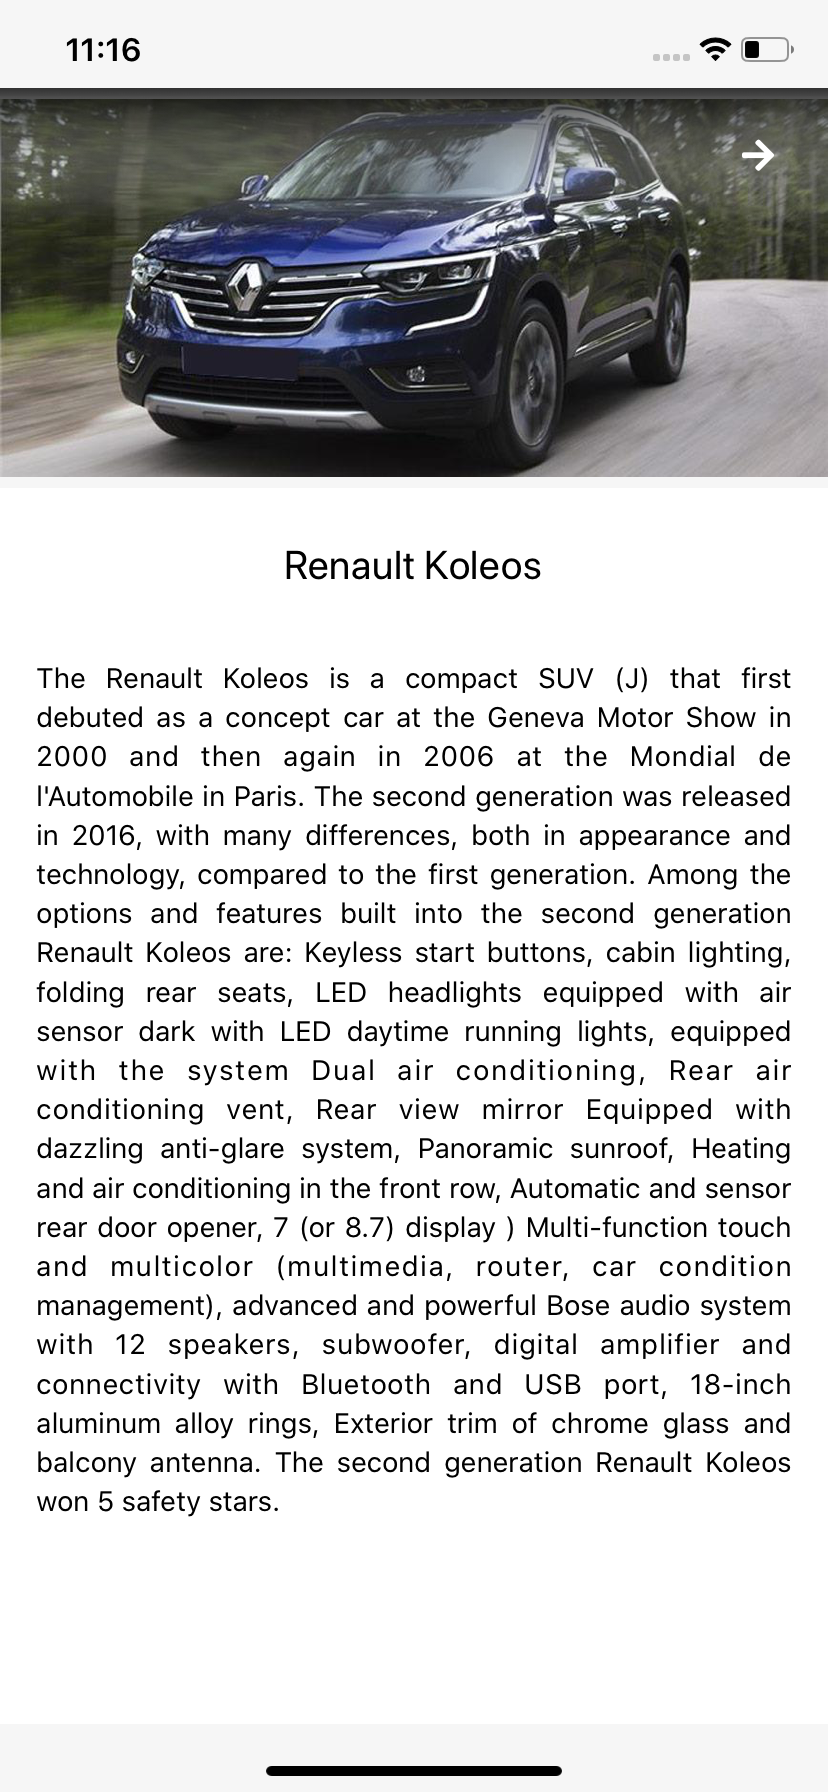 11:16
Renault Koleos
The Renault Koleos is a compact SUV (J) that first
debuted as a concept car at the Geneva Motor Show in
2000 and then again in 2006 at the Mondial de
l'Automobile in Paris. The second generation was released
in 2016, with many differences, both in appearance and
technology, compared to the first generation. Among the
options and features built into the second generation
Renault Koleos are: Keyless start buttons, cabin lighting,
folding rear seats, LED headlights equipped with air
sensor dark with LED daytime running lights, equipped
with the system Dual air conditioning, Rear air
conditioning vent, Rear view mirror Equipped with
dazzling anti-glare system, Panoramic sunroof, Heating
and air conditioning in the front row, Automatic and sensor
rear door opener, 7 (or 8.7) display ) Multi-function touch
and multicolor (multimedia, router, car condition
management), advanced and powerful Bose audio system
with 12 speakers, subwoofer, digital amplifier and
connectivity with Bluetooth and USB port, 18-inch
aluminum alloy rings, Exterior trim of chrome glass and
balcony antenna. The second generation Renault Koleos
won 5 safety stars.